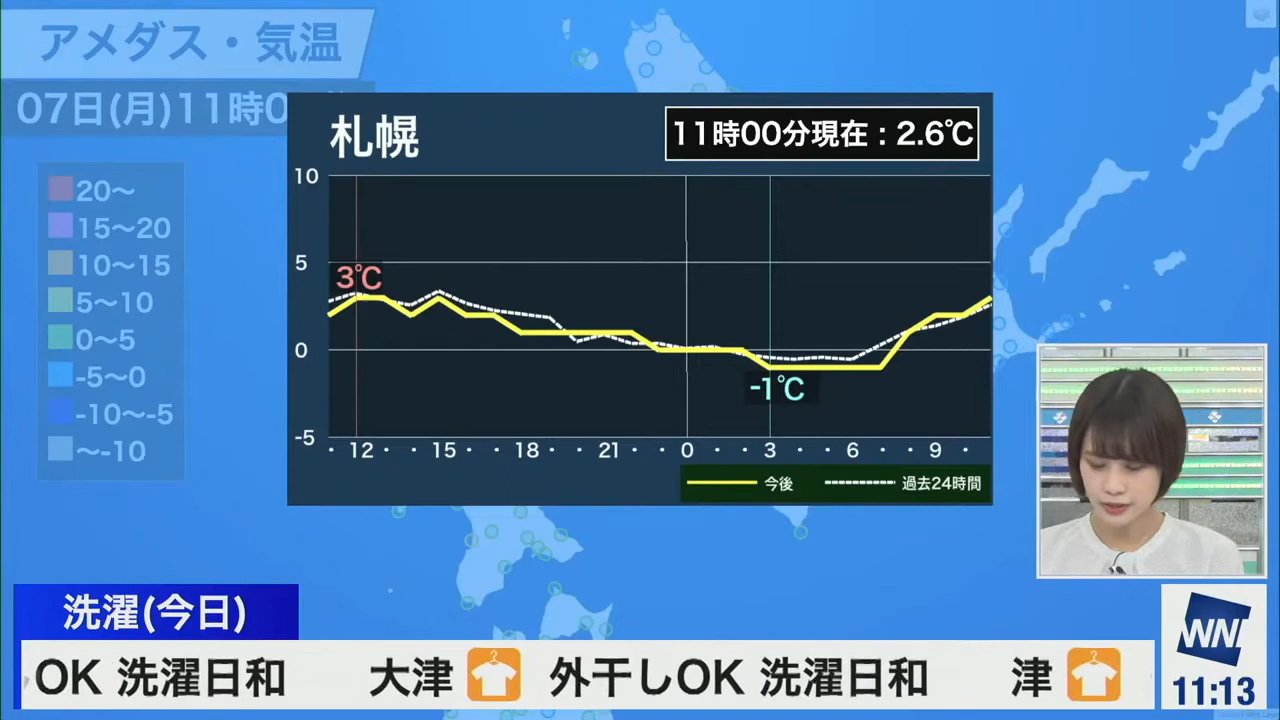 アメダス・気温
07日(月)11時0
20〜
15〜20
10〜15
5〜10
0〜5
-5〜0
-10〜-5
〜-10
札幌
11時00分現在：2.6℃
10
5
0
-5
3℃
-1℃
・12・・15・・18・・21・・0・・3・・6・・9・
今後
過去24時間
洗濯(今日)
OK 洗濯日和 大津 外干しOK 洗濯日和 津
WNI
11:13